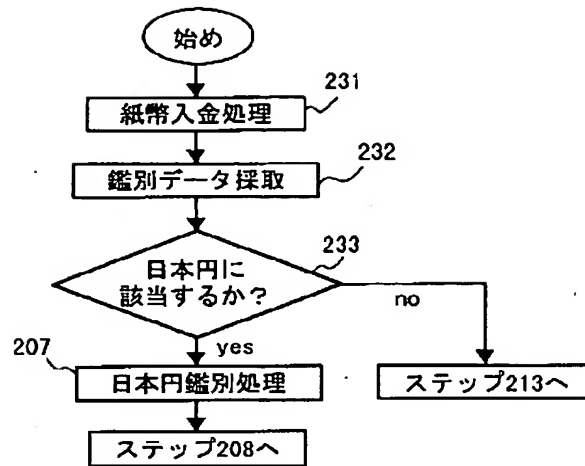 始め
231
紙幣入金処理
232
鑑別データ採取
233
日本円に
該当するか?
no
207
yes
日本円鑑別処理
ステップ213へ
ステップ208へ